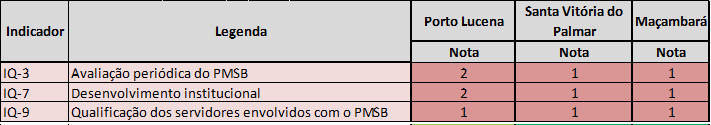 Indicador Legenda Porto Lucena Santa Vitória do Palmar Maçambará
Nota Nota Nota
IQ-3 Avaliação periódica do PMSB 2 1 1
IQ-7 Desenvolvimento institucional 2 1 1
IQ-9 Qualificação dos servidores envolvidos com o PMSB 1 1 1